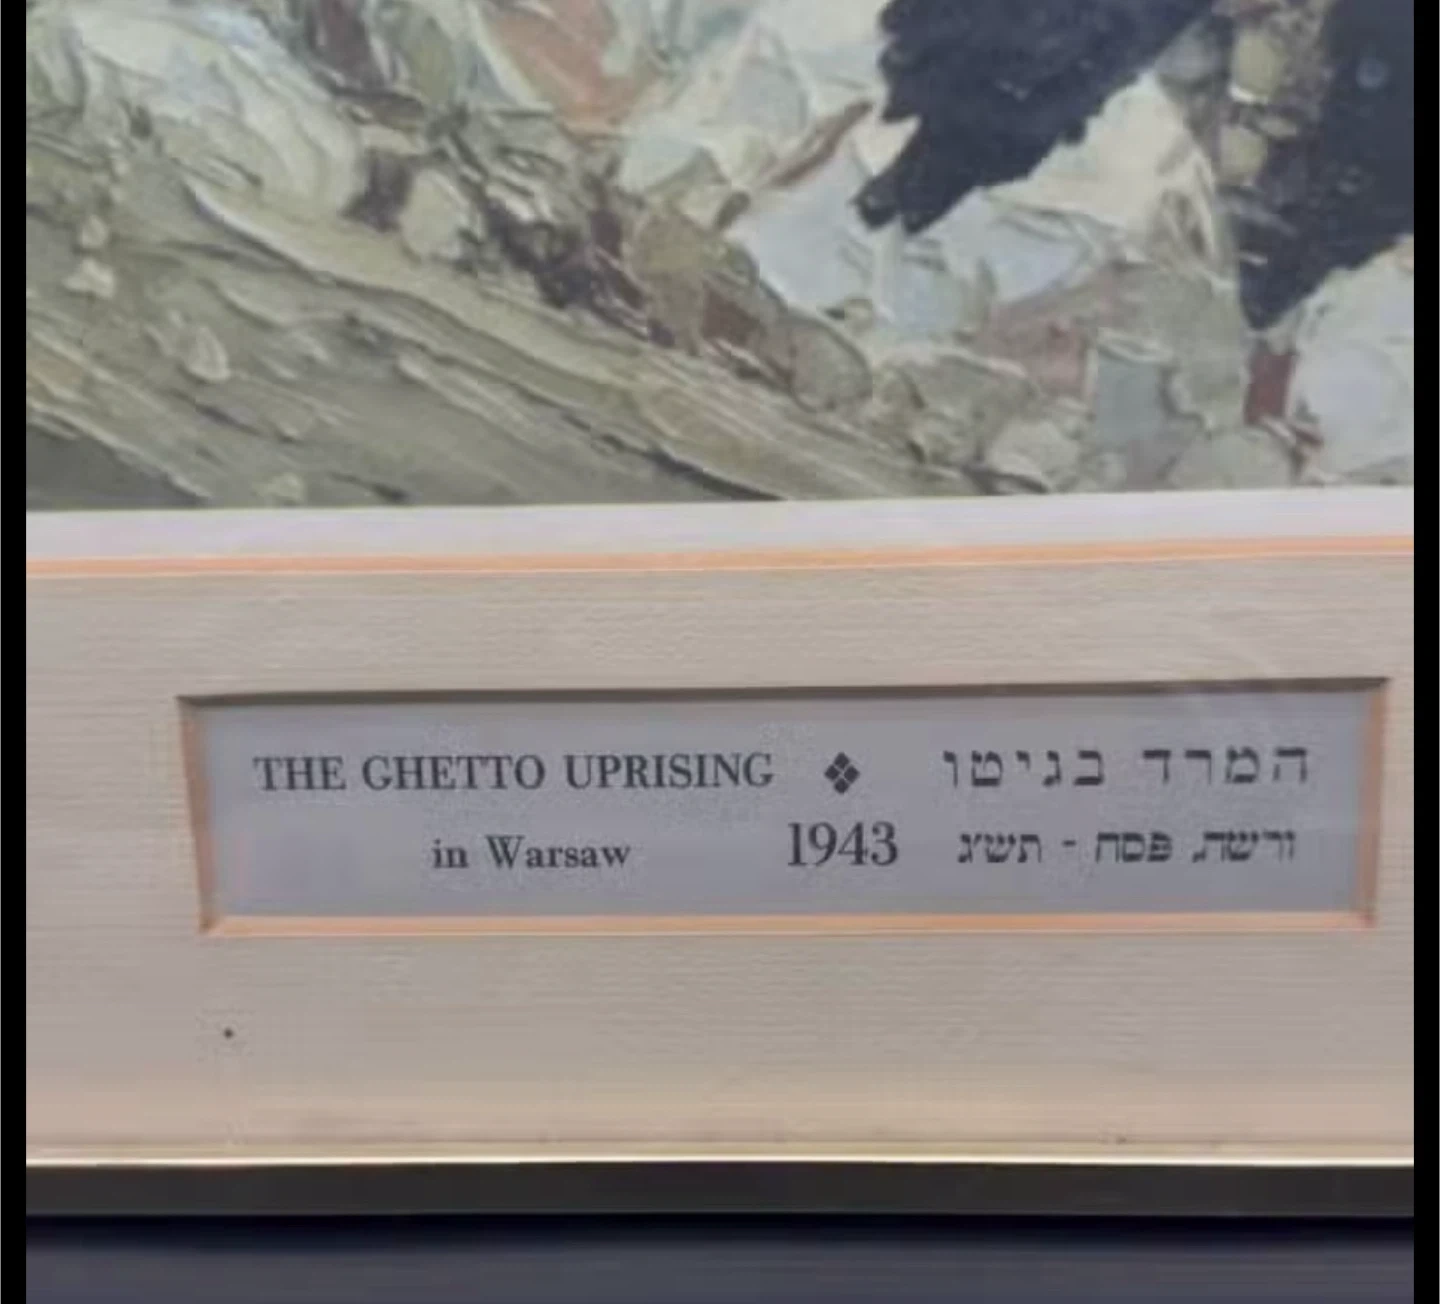 THE GHETTO UPRISING ❖ המרד בגיטו
in Warsaw 1943 ורשה, פסח - תש״ג